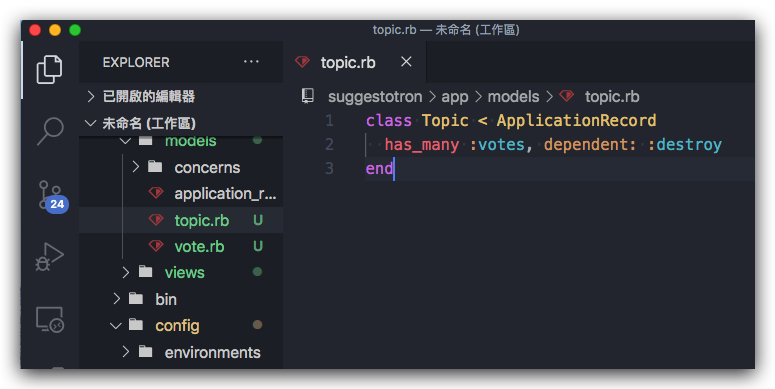 topic.rb — 未命名 (工作區)
EXPLORER ···
topic.rb ×
已開啟的編輯器
suggestotron > app > models > topic.rb
未命名 (工作區)
1 class Topic < ApplicationRecord
2 has_many :votes, dependent: :destroy
3 end
models
concerns
application_r...
24
topic.rb U
vote.rb U
views
bin
config
environments